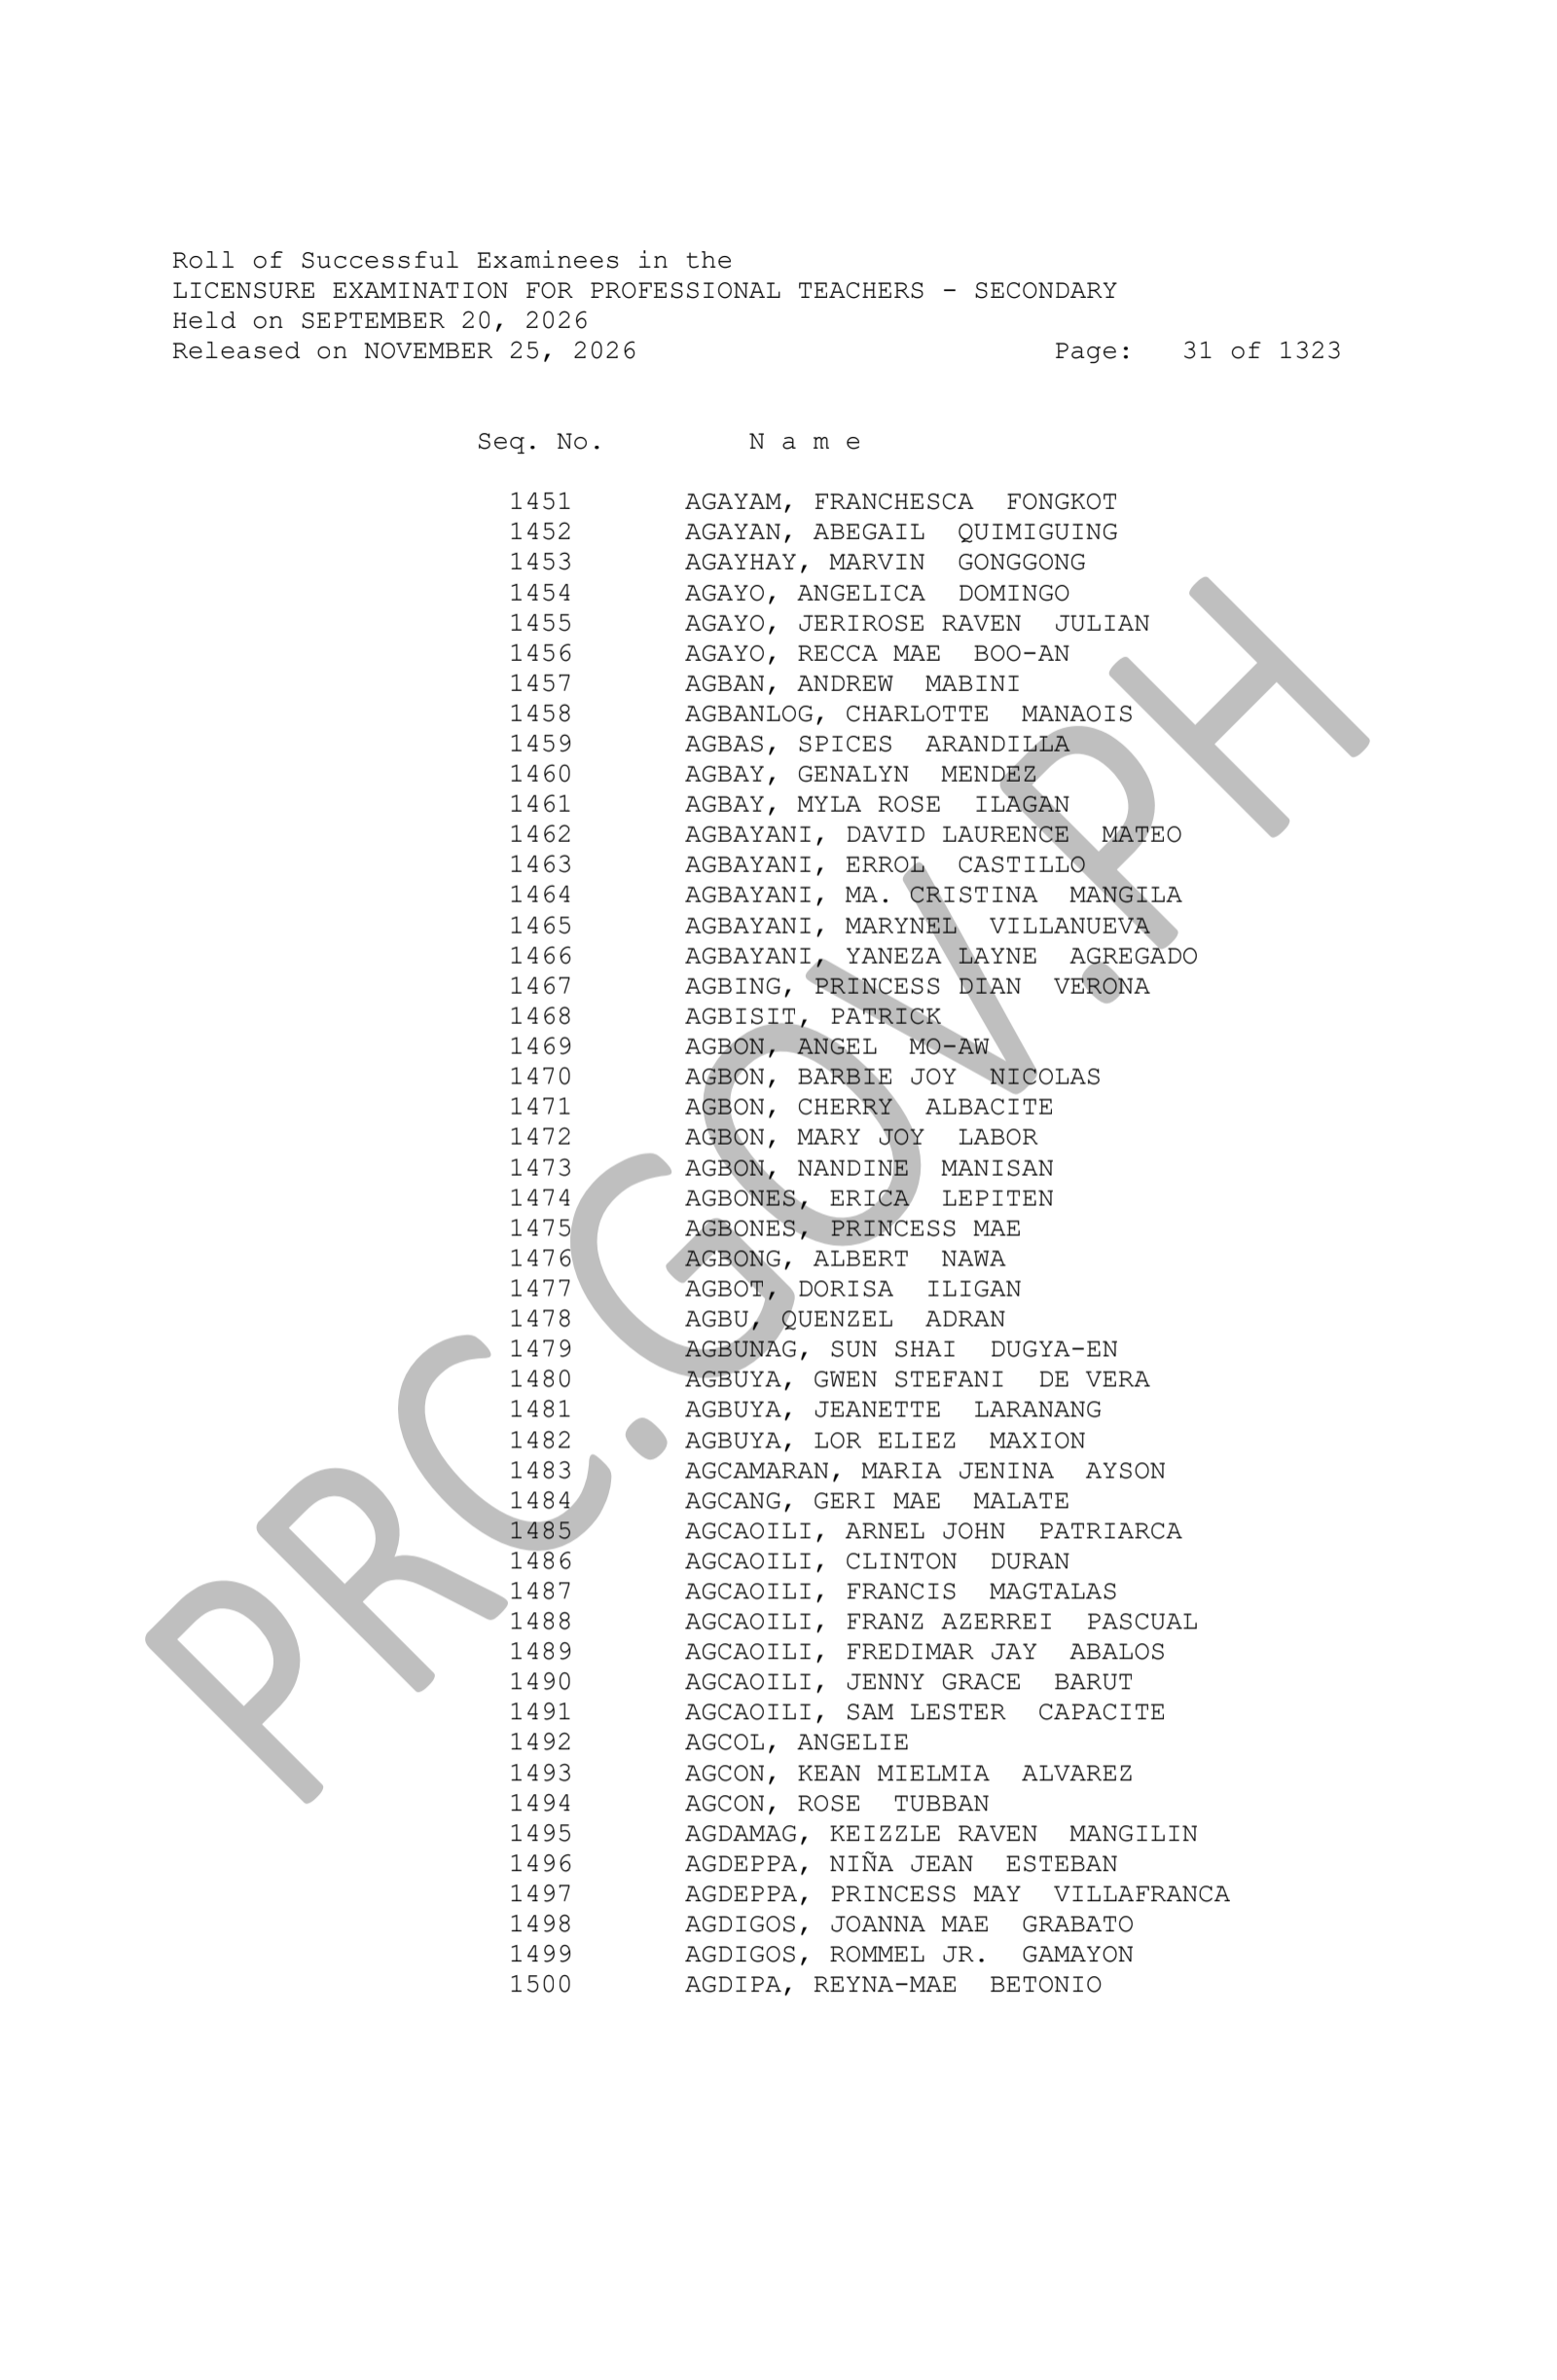 Roll of Successful Examinees in the
LICENSURE EXAMINATION FOR PROFESSIONAL TEACHERS - SECONDARY
Held on SEPTEMBER 20, 2026
Released on NOVEMBER 25, 2026 Page: 31 of 1323
Seq. No. N a m e
1451 AGAYAM, FRANCHESCA FONGKOT
1452 AGAYAN, ABEGAIL QUIMIGUING
1453 AGAYHAY, MARVIN GONGGONG
1454 AGAYO, ANGELICA DOMINGO
1455 AGAYO, JERIROSE RAVEN JULIAN
1456 AGAYO, RECCA MAE BOO-AN
1457 AGBAN, ANDREW MABINI
1458 AGBANLOG, CHARLOTTE MANAOIS
1459 AGBAS, SPICES ARANDILLA
1460 AGBAY, GENALYN MENDEZ
1461 AGBAY, MYLA ROSE ILAGAN
1462 AGBAYANI, DAVID LAURENCE MATEO
1463 AGBAYANI, ERROL CASTILLO
1464 AGBAYANI, MA. CRISTINA MANGILA
1465 AGBAYANI, MARYNEL VILLANUEVA
1466 AGBAYANI, YANEZA LAYNE AGREGADO
1467 AGBING, PRINCESS DIAN VERONA
1468 AGBISIT, PATRICK
1469 AGBON, ANGEL MO-AW
1470 AGBON, BARBIE JOY NICOLAS
1471 AGBON, CHERRY ALBACITE
1472 AGBON, MARY JOY LABOR
1473 AGBON, NANDINE MANISAN
1474 AGBONES, ERICA LEPITEN
1475 AGBONES, PRINCESS MAE
1476 AGBONG, ALBERT NAWA
1477 AGBOT, DORISA ILIGAN
1478 AGBU, QUENZEL ADRAN
1479 AGBUNAG, SUN SHAI DUGYA-EN
1480 AGBUYA, GWEN STEFANI DE VERA
1481 AGBUYA, JEANETTE LARANANG
1482 AGBUYA, LOR ELIEZ MAXION
1483 AGCAMARAN, MARIA JENINA AYSON
1484 AGCANG, GERI MAE MALATE
1485 AGCAOILI, ARNEL JOHN PATRIARCA
1486 AGCAOILI, CLINTON DURAN
1487 AGCAOILI, FRANCIS MAGTALAS
1488 AGCAOILI, FRANZ AZERREI PASCUAL
1489 AGCAOILI, FREDIMAR JAY ABALOS
1490 AGCAOILI, JENNY GRACE BARUT
1491 AGCAOILI, SAM LESTER CAPACITE
1492 AGCOL, ANGELIE
1493 AGCON, KEAN MIELMIA ALVAREZ
1494 AGCON, ROSE TUBBAN
1495 AGDAMAG, KEIZZLE RAVEN MANGILIN
1496 AGDEPPA, NIÑA JEAN ESTEBAN
1497 AGDEPPA, PRINCESS MAY VILLAFRANCA
1498 AGDIGOS, JOANNA MAE GRABATO
1499 AGDIGOS, ROMMEL JR. GAMAYON
1500 AGDIPA, REYNA-MAE BETONIO
PRC.GOV.PH